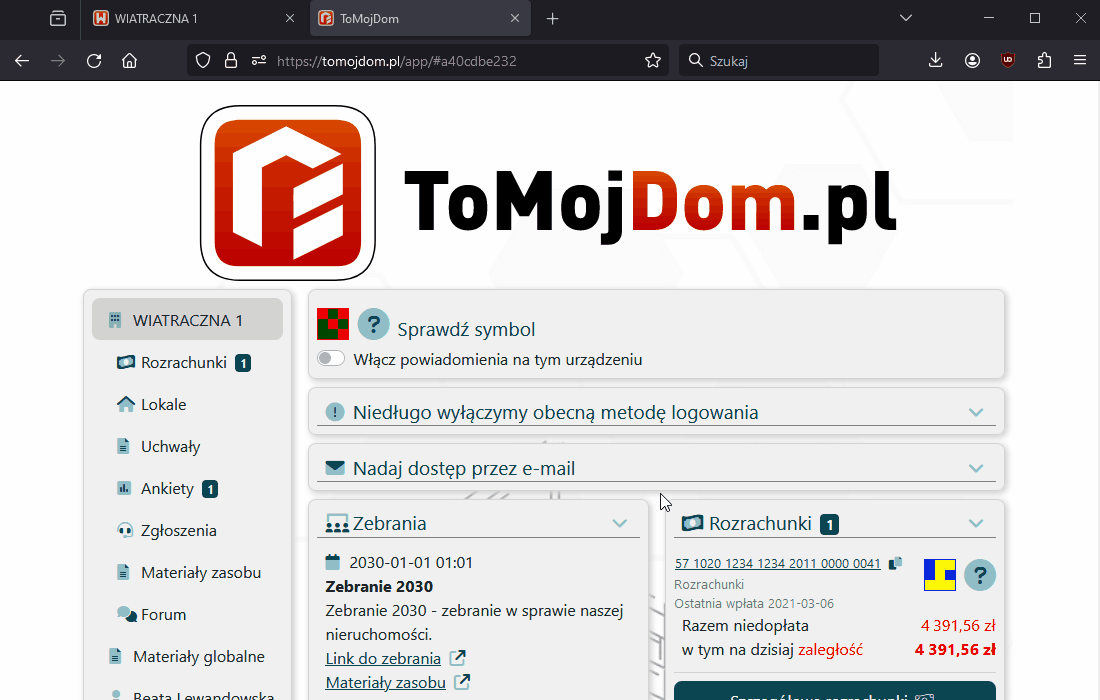 WIATRACZNA 1
ToMojDom
https://tomojdom.pl/app/#a40cdbe232
Szukaj
ToMojDom.pl
WIATRACZNA 1
Rozrachunki 1
Lokale
Uchwały
Ankiety 1
Zgłoszenia
Materiały zasobu
Forum
Materiały globalne
Beata Lewandowska
? Sprawdź symbol
Włącz powiadomienia na tym urządzeniu
Niedługo wyłączymy obecną metodę logowania
Nadaj dostęp przez e-mail
Zebrania
2030-01-01 01:01
Zebranie 2030
Zebranie 2030 - zebranie w sprawie naszej
nieruchomości.
Link do zebrania
Materiały zasobu
Rozrachunki 1
57 1020 1234 1234 2011 0000 0041
?
Rozrachunki
Ostatnia wpłata 2021-03-06
Razem niedopłata 4 391,56 zł
w tym na dzisiaj zaległość 4 391,56 zł
Szczegółowe rozrachunki